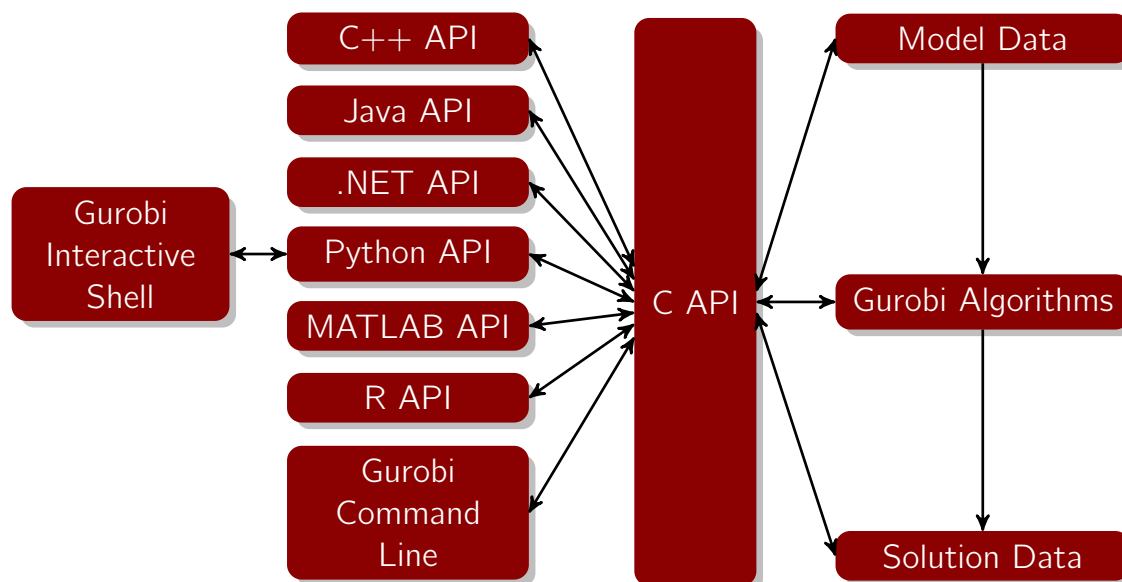 C++ API
Java API
.NET API
Gurobi
Interactive
Shell
Python API
MATLAB API
R API
Gurobi
Command
Line
C API
Model Data
Gurobi Algorithms
Solution Data